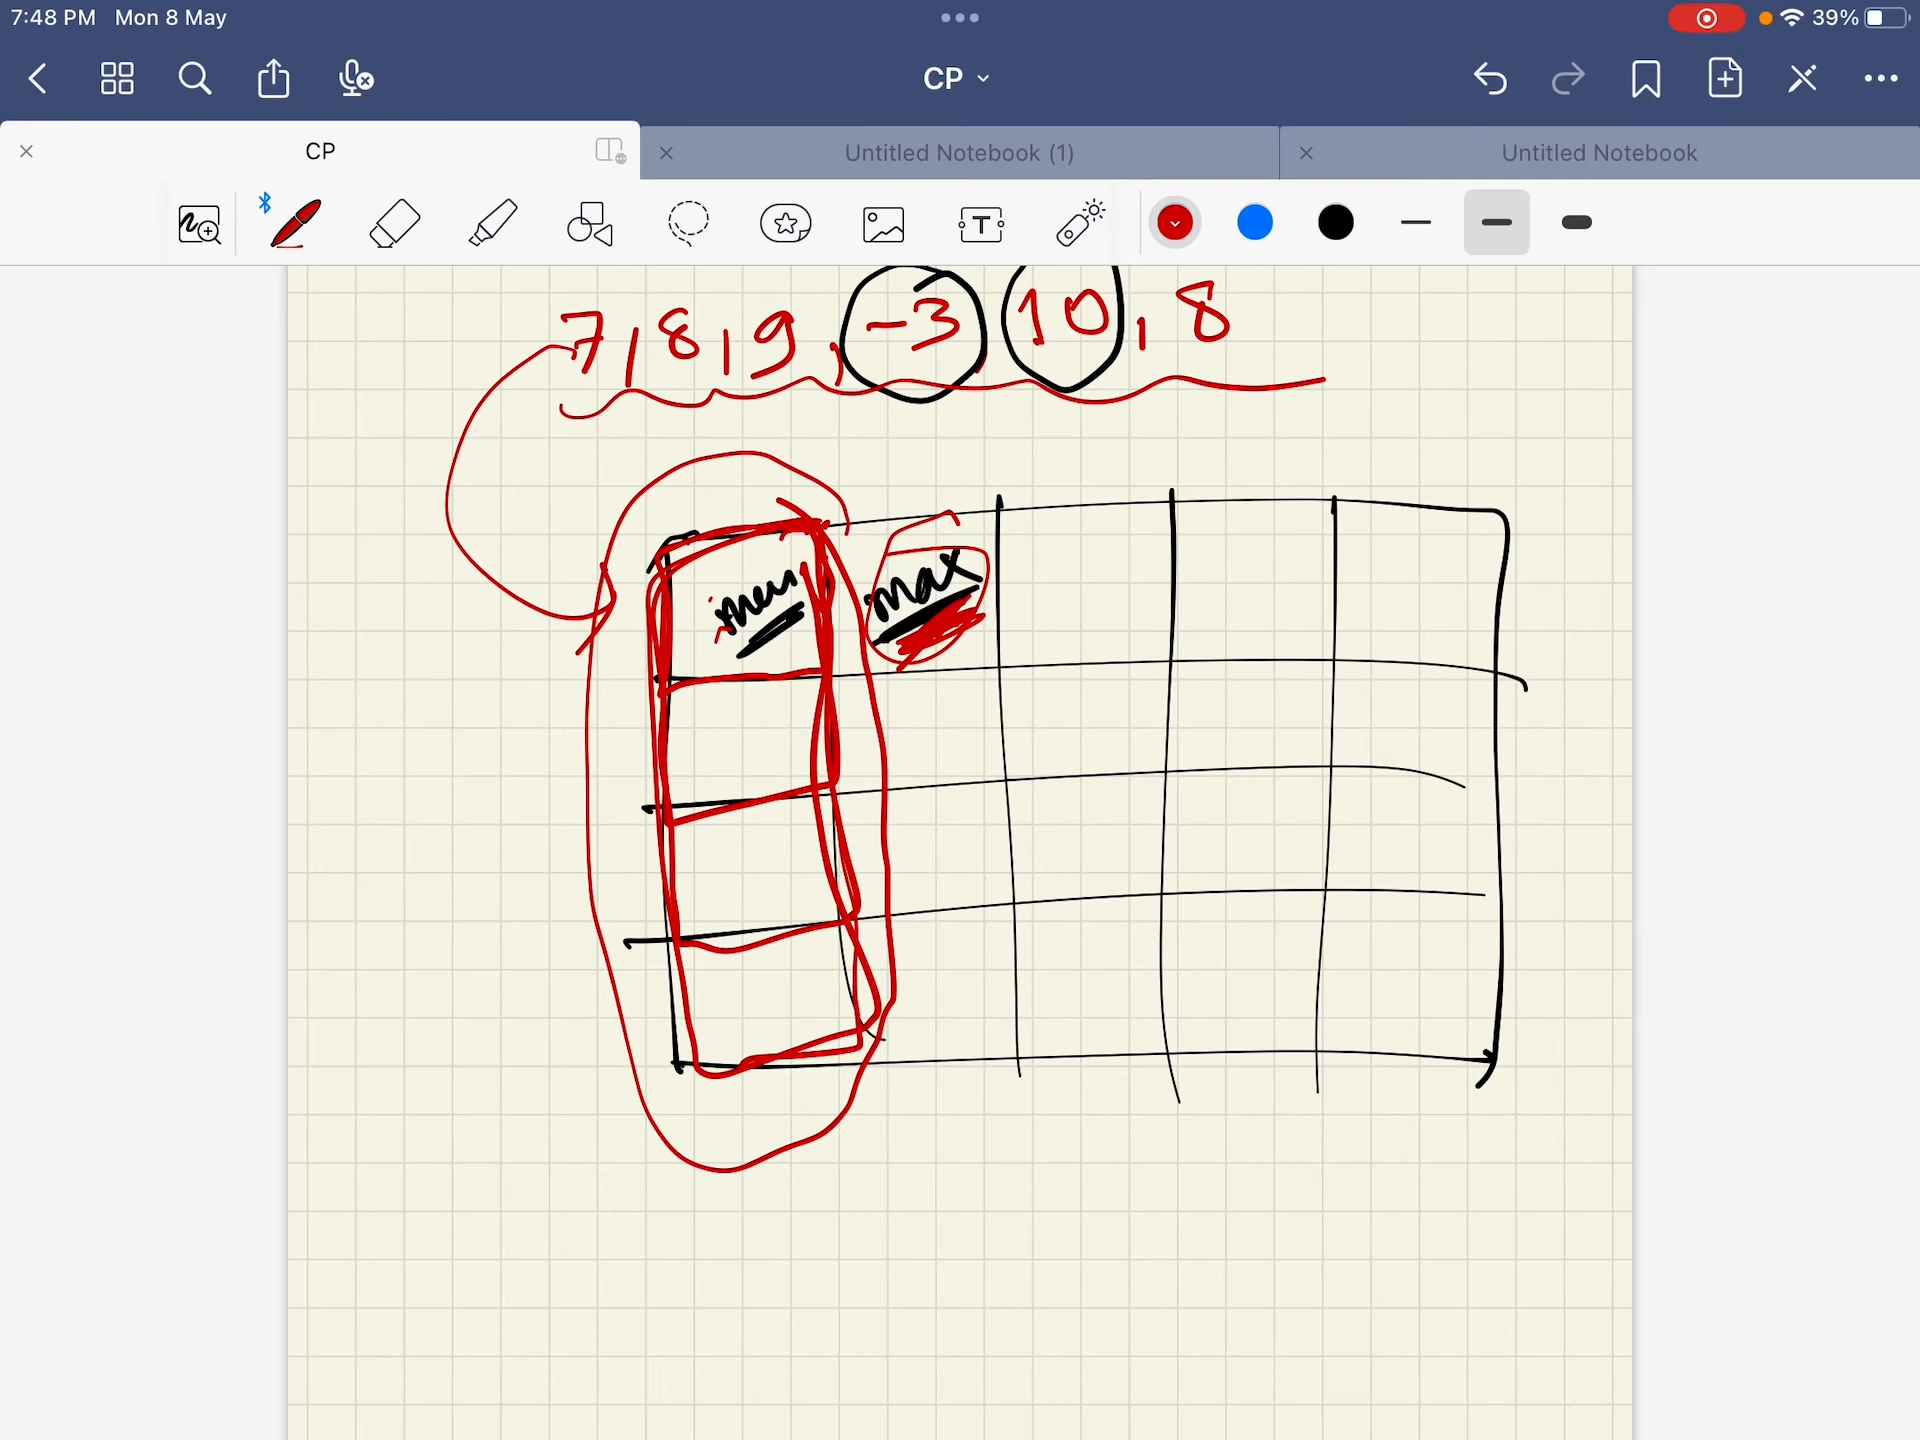 7:48 PM Mon 8 May
39%
CP
CP
Untitled Notebook (1)
Untitled Notebook
T
7, 8, 9, -3, 10, 8
max